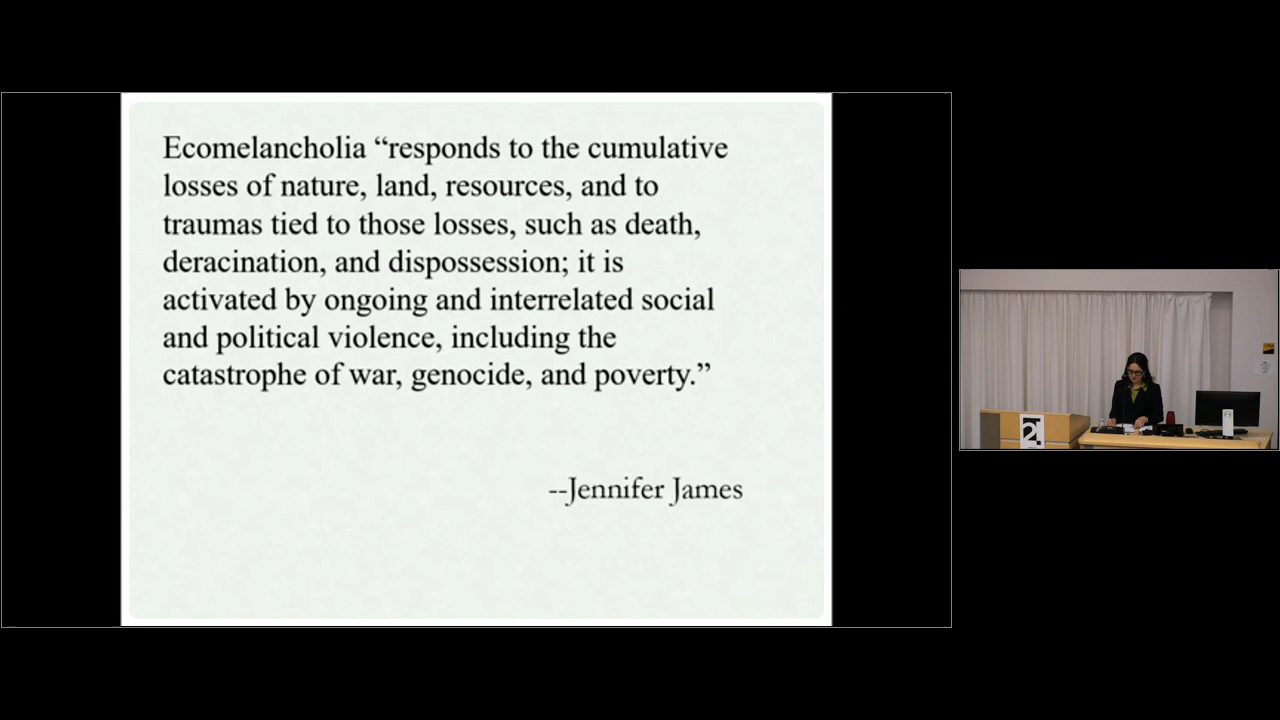 Ecomelancholia “responds to the cumulative
losses of nature, land, resources, and to
traumas tied to those losses, such as death,
deracination, and dispossession; it is
activated by ongoing and interrelated social
and political violence, including the
catastrophe of war, genocide, and poverty.”
--Jennifer James
2